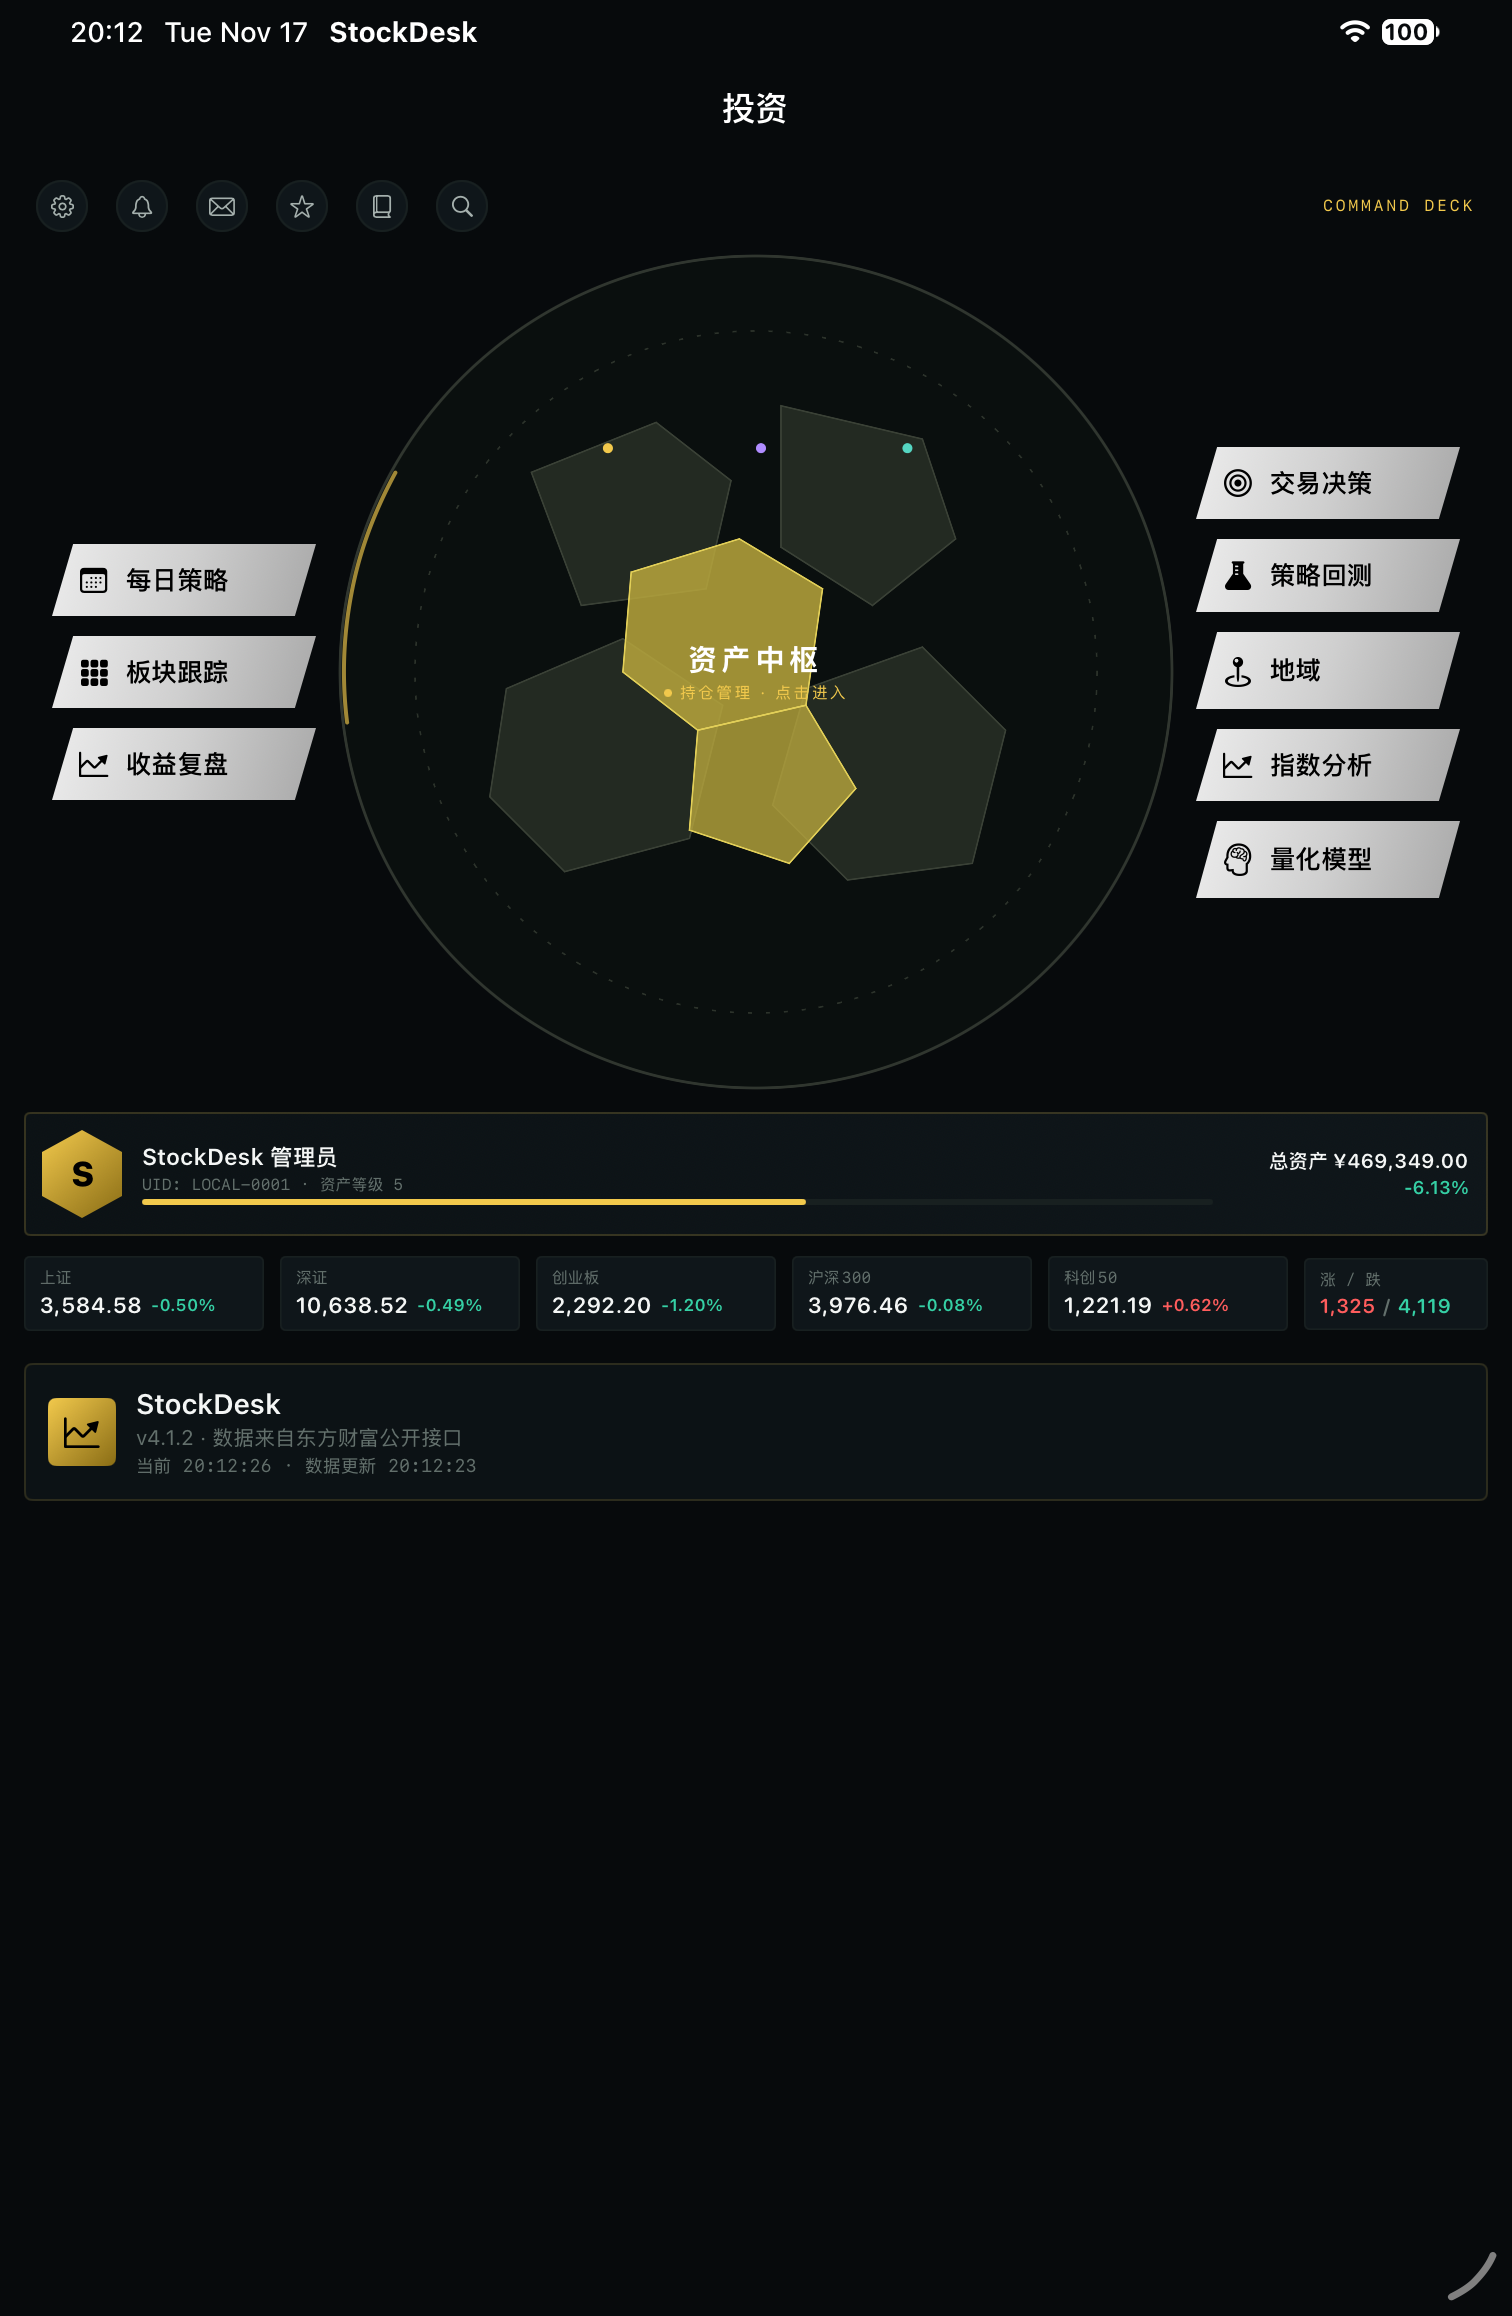 20:12 Tue Nov 17 StockDesk
100
投资
COMMAND DECK
每日策略
板块跟踪
收益复盘
资产中枢
持仓管理 · 点击进入
交易决策
策略回测
地域
指数分析
量化模型
S
StockDesk 管理员
UID: LOCAL-0001 · 资产等级 5
总资产 ¥469,349.00
-6.13%
上证
3,584.58 -0.50%
深证
10,638.52 -0.49%
创业板
2,292.20 -1.20%
沪深300
3,976.46 -0.08%
科创50
1,221.19 +0.62%
涨 / 跌
1,325 / 4,119
StockDesk
v4.1.2 · 数据来自东方财富公开接口
当前 20:12:26 · 数据更新 20:12:23